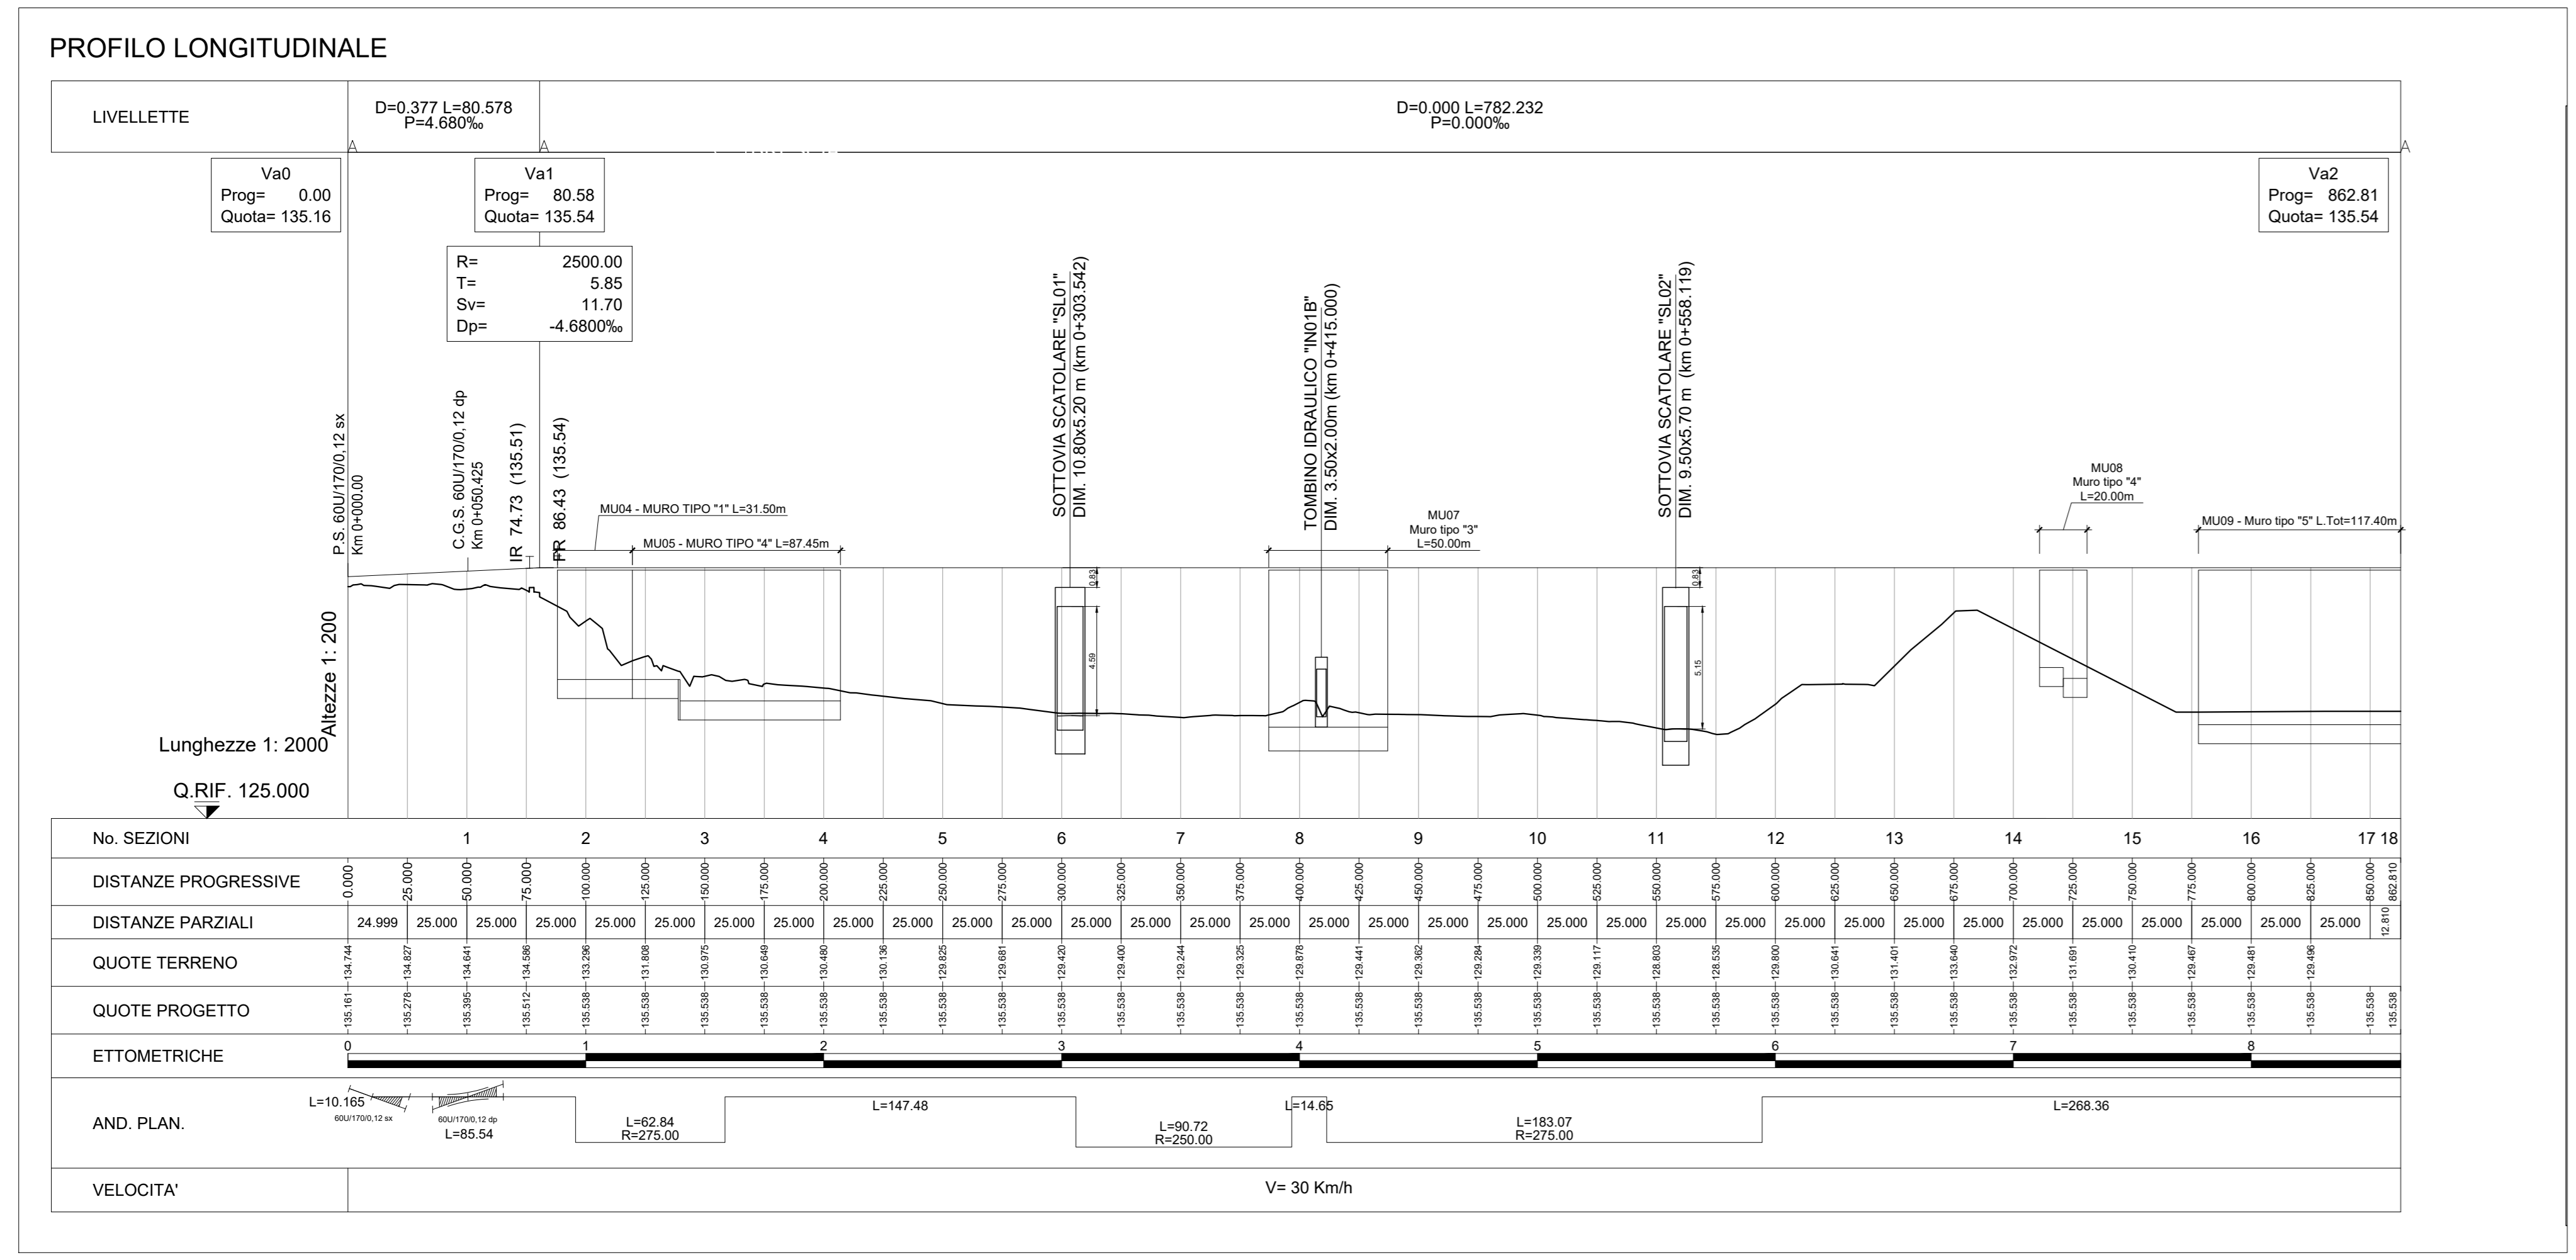 PROFILO LONGITUDINALE
LIVELLETTE
D=0.377 L=80.578
P=4.680‰
D=0.000 L=782.232
P=0.000‰
A
A
A
Va0
Prog= 0.00
Quota= 135.16
Va1
Prog= 80.58
Quota= 135.54
Va2
Prog= 862.81
Quota= 135.54
R= 2500.00
T= 5.85
Sv= 11.70
Dp= -4.6800‰
P.S. 60U/170/0,12 sx
Km 0+000.00
C.G.S. 60U/170/0,12 dp
Km 0+050.425
IR 74.73 (135.51)
FR 86.43 (135.54)
MU04 - MURO TIPO "1" L=31.50m
MU05 - MURO TIPO "4" L=87.45m
SOTTOVIA SCATOLARE "SL01"
DIM. 10.80x5.20 m (km 0+303.542)
0.83
4.59
TOMBINO IDRAULICO "IN01B"
DIM. 3.50x2.00m (km 0+415.000)
MU07
Muro tipo "3"
L=50.00m
SOTTOVIA SCATOLARE "SL02"
DIM. 9.50x5.70 m (km 0+558.119)
0.83
5.15
MU08
Muro tipo "4"
L=20.00m
MU09 - Muro tipo "5" L.Tot=117.40m
Altezze 1: 200
Lunghezze 1: 2000
Q.RIF. 125.000
No. SEZIONI 1 2 3 4 5 6 7 8 9 10 11 12 13 14 15 16 17 18
DISTANZE PROGRESSIVE 0.000 25.000 50.000 75.000 100.000 125.000 150.000 175.000 200.000 225.000 250.000 275.000 300.000 325.000 350.000 375.000 400.000 425.000 450.000 475.000 500.000 525.000 550.000 575.000 600.000 625.000 650.000 675.000 700.000 725.000 750.000 775.000 800.000 825.000 850.000 862.810
DISTANZE PARZIALI 24.999 25.000 25.000 25.000 25.000 25.000 25.000 25.000 25.000 25.000 25.000 25.000 25.000 25.000 25.000 25.000 25.000 25.000 25.000 25.000 25.000 25.000 25.000 25.000 25.000 25.000 25.000 25.000 25.000 25.000 25.000 25.000 25.000 25.000 12.810
QUOTE TERRENO 134.744 134.827 134.641 134.586 133.296 131.808 130.975 130.649 130.480 130.136 129.825 129.681 129.420 129.400 129.244 129.325 129.878 129.441 129.362 129.284 129.339 129.117 128.803 128.535 129.800 130.641 131.401 133.640 132.972 131.691 130.410 129.467 129.481 129.496
QUOTE PROGETTO 135.161 135.278 135.395 135.512 135.538 135.538 135.538 135.538 135.538 135.538 135.538 135.538 135.538 135.538 135.538 135.538 135.538 135.538 135.538 135.538 135.538 135.538 135.538 135.538 135.538 135.538 135.538 135.538 135.538 135.538 135.538 135.538 135.538 135.538 135.538 135.538
ETTOMETRICHE 0 1 2 3 4 5 6 7 8
AND. PLAN.
L=10.165
60U/170/0,12 sx
60U/170/0,12 dp
L=85.54
L=62.84
R=275.00
L=147.48
L=90.72
R=250.00
L=14.65
L=183.07
R=275.00
L=268.36
VELOCITA' V= 30 Km/h